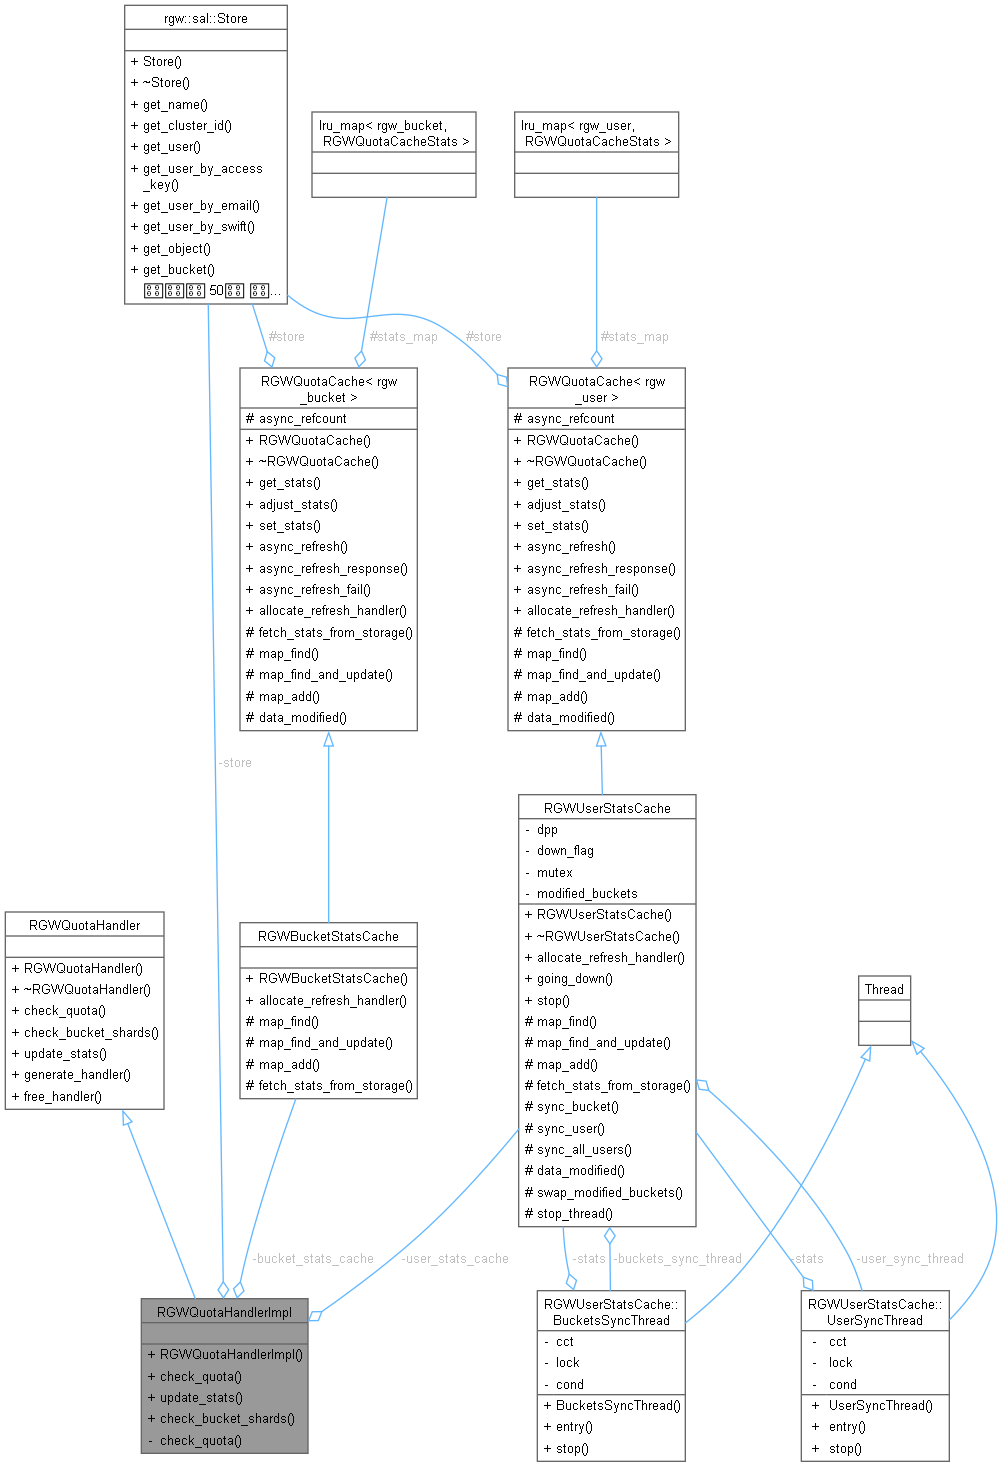 rgw::sal::Store
+ Store()
+ ~Store()
+ get_name()
+ get_cluster_id()
+ get_user()
+ get_user_by_access
_key()
+ get_user_by_email()
+ get_user_by_swift()
+ get_object()
+ get_bucket()
50 ...
lru_map< rgw_bucket,
RGWQuotaCacheStats >
lru_map< rgw_user,
RGWQuotaCacheStats >
#store
#stats_map
#store
#stats_map
RGWQuotaCache< rgw
_bucket >
# async_refcount
+ RGWQuotaCache()
+ ~RGWQuotaCache()
+ get_stats()
+ adjust_stats()
+ set_stats()
+ async_refresh()
+ async_refresh_response()
+ async_refresh_fail()
+ allocate_refresh_handler()
# fetch_stats_from_storage()
# map_find()
# map_find_and_update()
# map_add()
# data_modified()
RGWQuotaCache< rgw
_user >
# async_refcount
+ RGWQuotaCache()
+ ~RGWQuotaCache()
+ get_stats()
+ adjust_stats()
+ set_stats()
+ async_refresh()
+ async_refresh_response()
+ async_refresh_fail()
+ allocate_refresh_handler()
# fetch_stats_from_storage()
# map_find()
# map_find_and_update()
# map_add()
# data_modified()
-store
RGWUserStatsCache
- dpp
- down_flag
- mutex
- modified_buckets
+ RGWUserStatsCache()
+ ~RGWUserStatsCache()
+ allocate_refresh_handler()
+ going_down()
+ stop()
# map_find()
# map_find_and_update()
# map_add()
# fetch_stats_from_storage()
# sync_bucket()
# sync_user()
# sync_all_users()
# data_modified()
# swap_modified_buckets()
# stop_thread()
RGWQuotaHandler
+ RGWQuotaHandler()
+ ~RGWQuotaHandler()
+ check_quota()
+ check_bucket_shards()
+ update_stats()
+ generate_handler()
+ free_handler()
RGWBucketStatsCache
+ RGWBucketStatsCache()
+ allocate_refresh_handler()
# map_find()
# map_find_and_update()
# map_add()
# fetch_stats_from_storage()
Thread
-bucket_stats_cache
-user_stats_cache
-stats
-buckets_sync_thread
-stats
-user_sync_thread
RGWQuotaHandlerImpl
+ RGWQuotaHandlerImpl()
+ check_quota()
+ update_stats()
+ check_bucket_shards()
- check_quota()
RGWUserStatsCache::
BucketsSyncThread
- cct
- lock
- cond
+ BucketsSyncThread()
+ entry()
+ stop()
RGWUserStatsCache::
UserSyncThread
- cct
- lock
- cond
+ UserSyncThread()
+ entry()
+ stop()